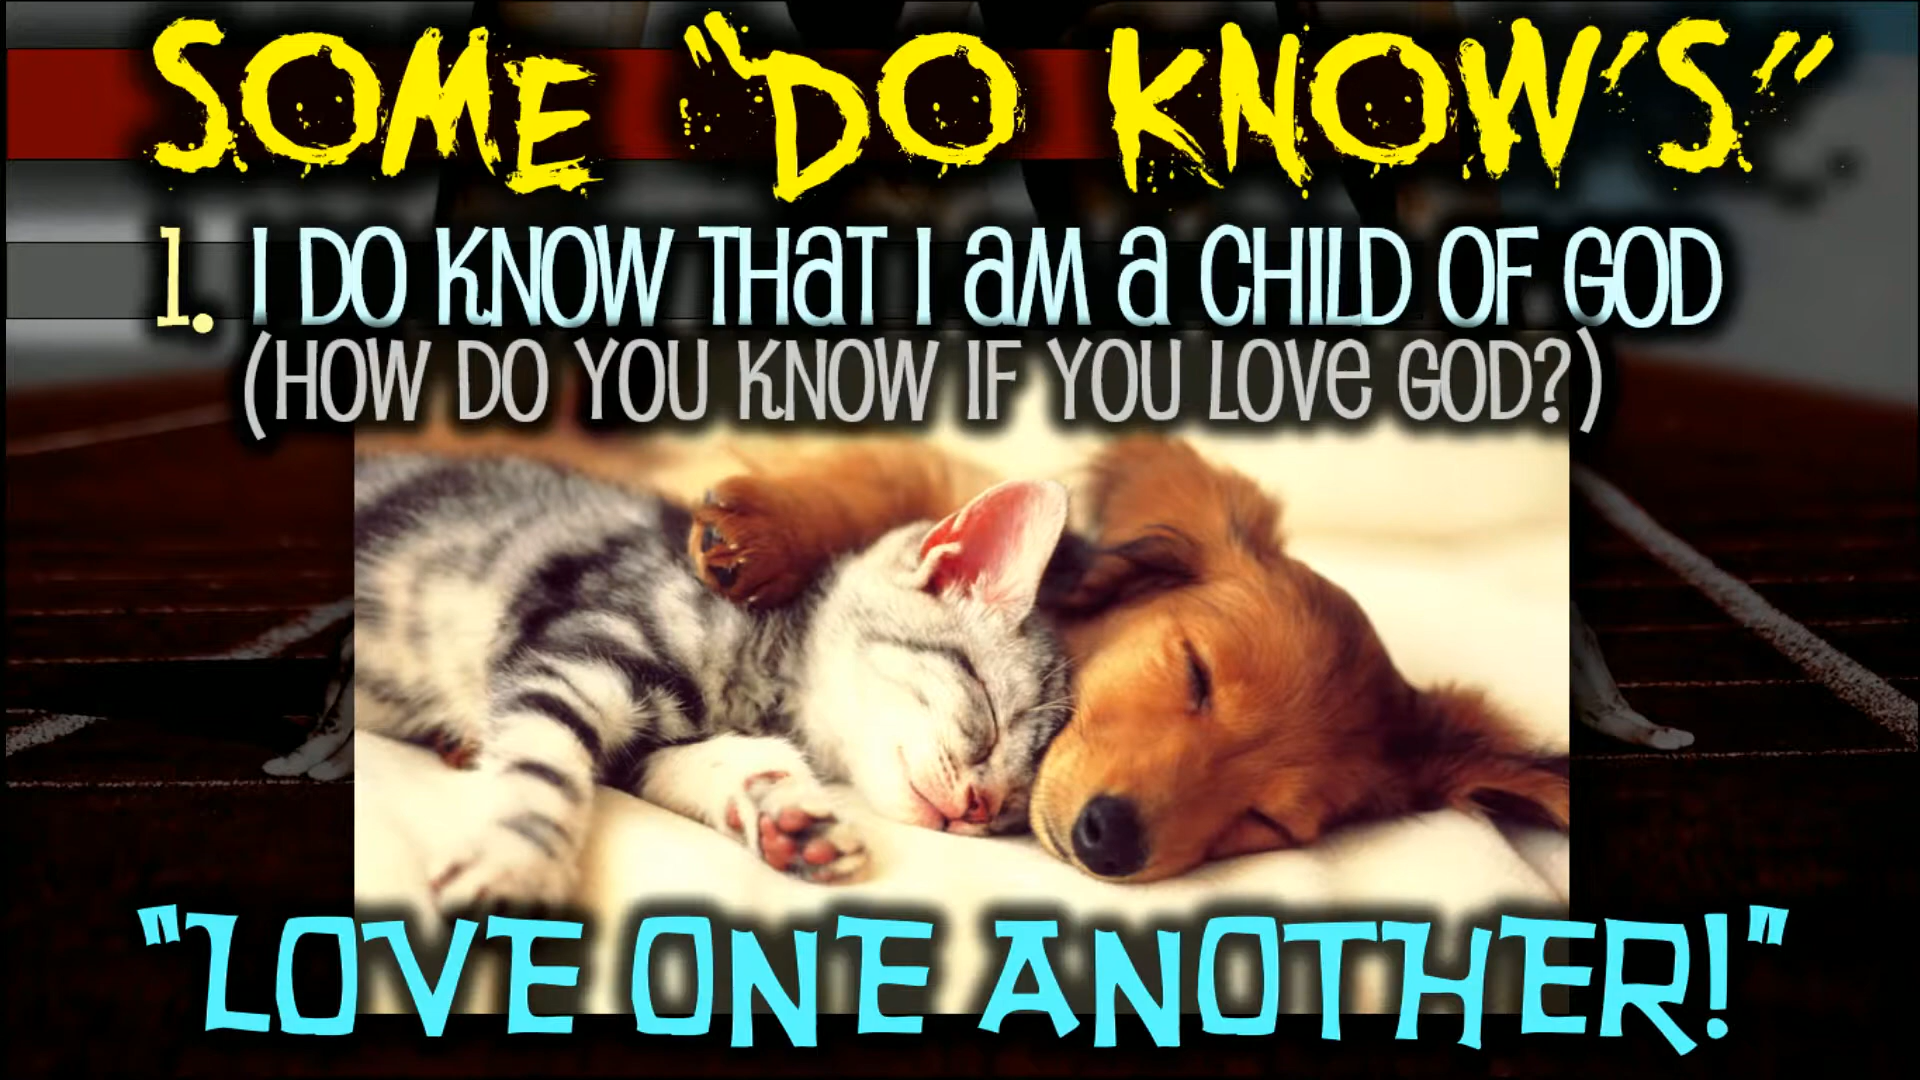 SOME "DO KNOW'S"
1. I DO KNOW THAT I AM A CHILD OF GOD
(HOW DO YOU KNOW IF YOU LOVE GOD?)
"LOVE ONE ANOTHER!"